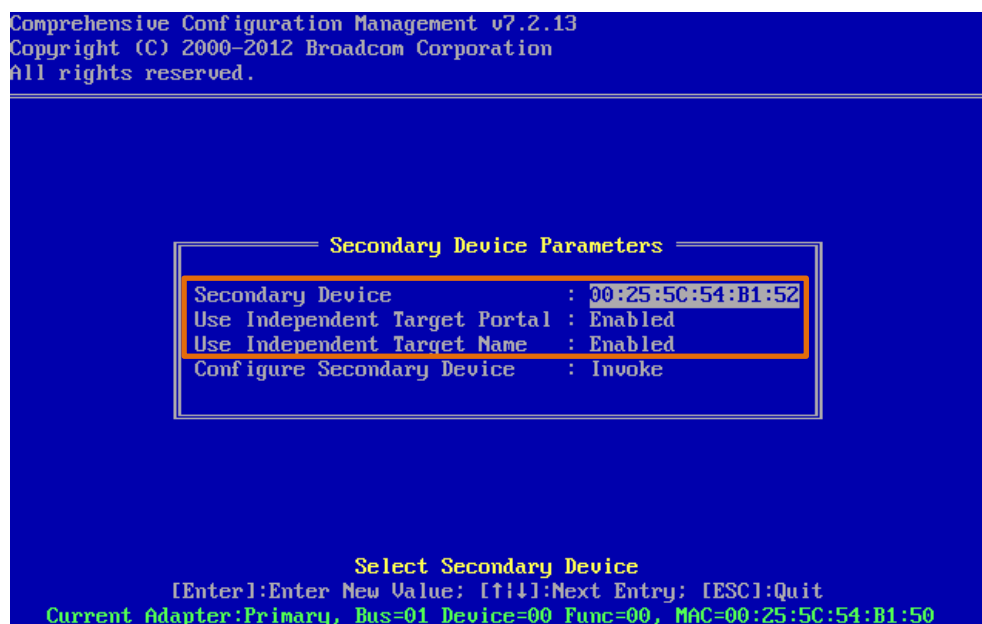 Comprehensive Configuration Management v7.2.13
Copyright (C) 2000-2012 Broadcom Corporation
All rights reserved.
Secondary Device Parameters
Secondary Device : 00:25:5C:54:B1:52
Use Independent Target Portal : Enabled
Use Independent Target Name : Enabled
Configure Secondary Device : Invoke
Select Secondary Device
[Enter]:Enter New Value; [↑¦↓]:Next Entry; [ESC]:Quit
Current Adapter:Primary, Bus=01 Device=00 Func=00, MAC=00:25:5C:54:B1:50